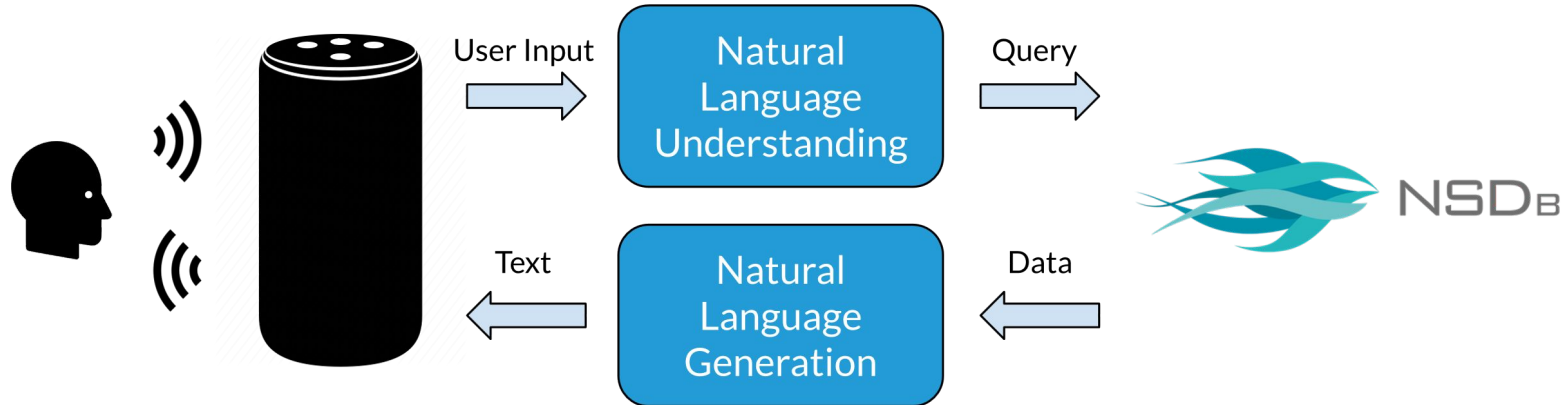 User Input
Natural
Language
Understanding
Query
NSDB
Text
Natural
Language
Generation
Data